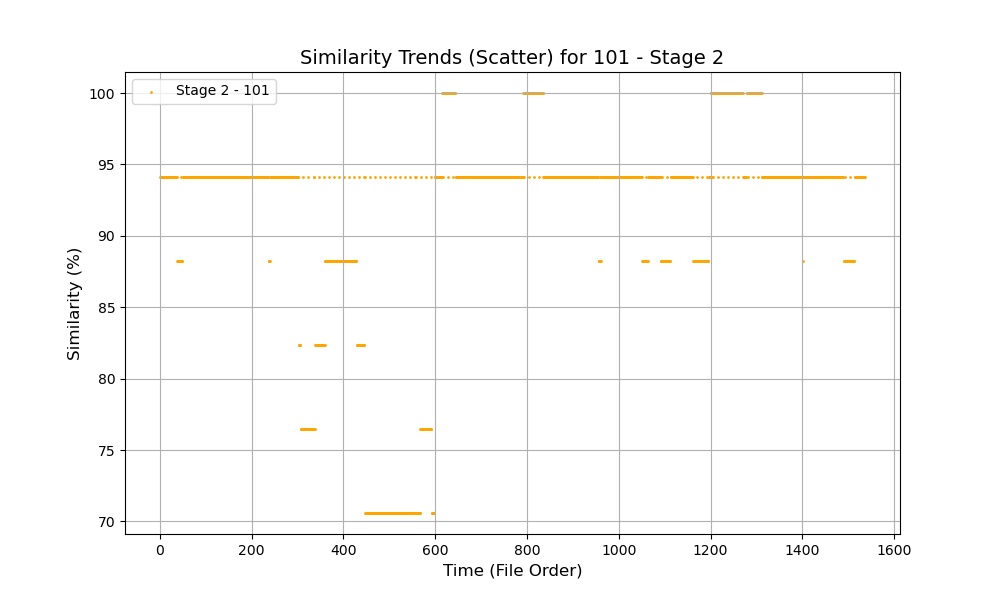 Similarity Trends (Scatter) for 101 - Stage 2
Stage 2 - 101
Similarity (%)
100
95
90
85
80
75
70
0 200 400 600 800 1000 1200 1400 1600
Time (File Order)